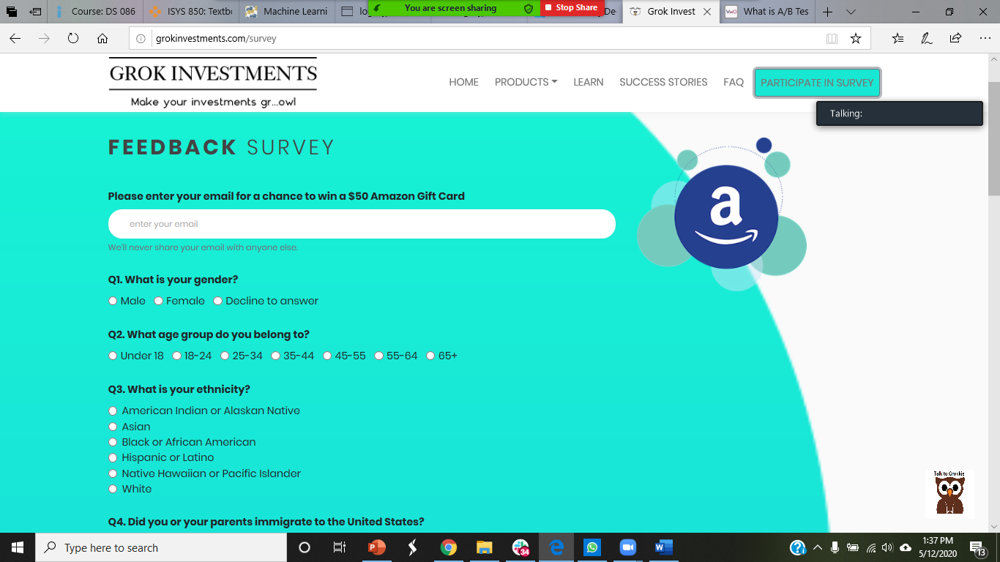 Course: DS 086
ISYS 850: Textbo
Machine Learni
You are screen sharing
Stop Share
Grok Invest
What is A/B Tes
grokinvestments.com/survey
GROK INVESTMENTS
Make your investments gr...owl
HOME PRODUCTS LEARN SUCCESS STORIES FAQ PARTICIPATE IN SURVEY
Talking:
FEEDBACK SURVEY
Please enter your email for a chance to win a $50 Amazon Gift Card
enter your email
We'll never share your email with anyone else.
Q1. What is your gender?
Male Female Decline to answer
Q2. What age group do you belong to?
Under 18 18-24 25-34 35-44 45-55 55-64 65+
Q3. What is your ethnicity?
American Indian or Alaskan Native
Asian
Black or African American
Hispanic or Latino
Native Hawaiian or Pacific Islander
White
Talk to Grokkie
Q4. Did you or your parents immigrate to the United States?
Type here to search
34
1:37 PM
5/12/2020
13